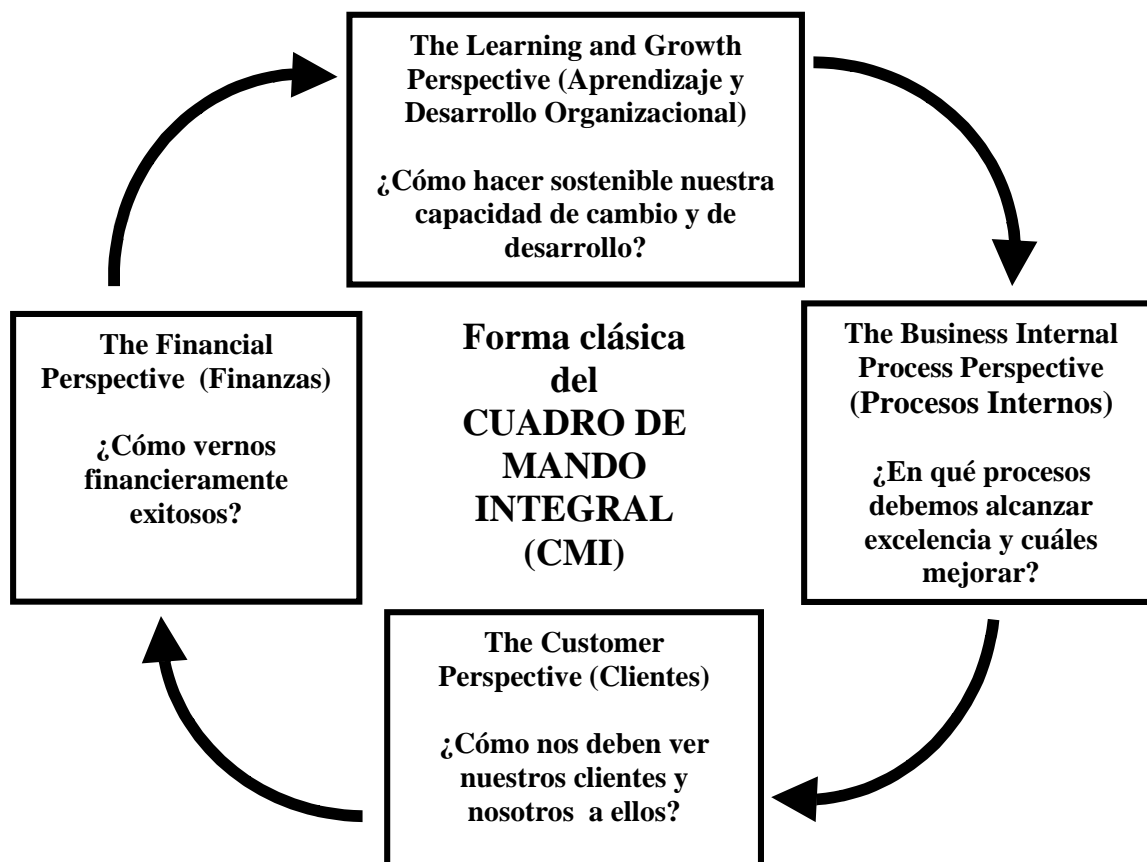 The Learning and Growth
Perspective (Aprendizaje y
Desarrollo Organizacional)
¿Cómo hacer sostenible nuestra
capacidad de cambio y de
desarrollo?
The Financial
Perspective (Finanzas)
¿Cómo vernos
financieramente
exitosos?
Forma clásica
del
CUADRO DE
MANDO
INTEGRAL
(CMI)
The Business Internal
Process Perspective
(Procesos Internos)
¿En qué procesos
debemos alcanzar
excelencia y cuáles
mejorar?
The Customer
Perspective (Clientes)
¿Cómo nos deben ver
nuestros clientes y
nosotros a ellos?